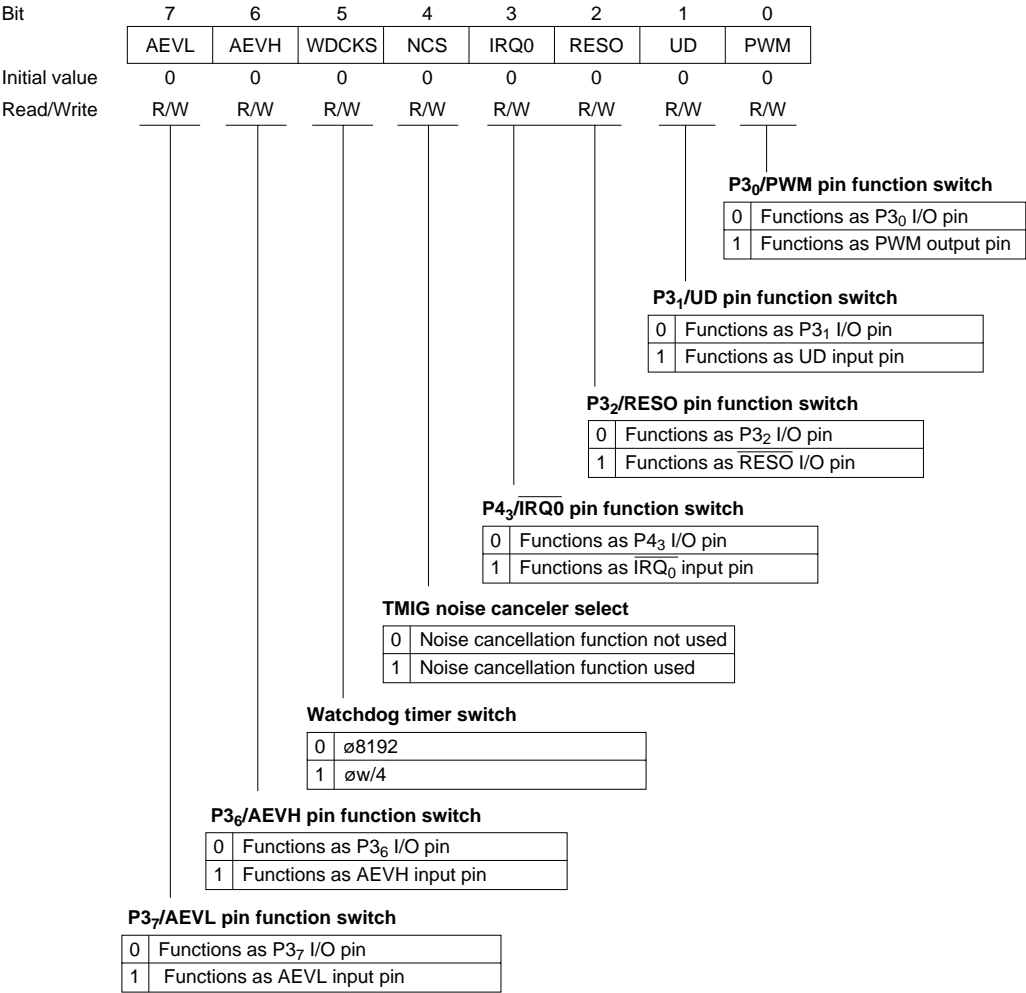 Bit 7 6 5 4 3 2 1 0
AEVL AEVH WDCKS NCS IRQ0 RESO UD PWM
Initial value 0 0 0 0 0 0 0 0
Read/Write R/W R/W R/W R/W R/W R/W R/W R/W
P3₀/PWM pin function switch
0 Functions as P3₀ I/O pin
1 Functions as PWM output pin
P3₁/UD pin function switch
0 Functions as P3₁ I/O pin
1 Functions as UD input pin
P3₂/RESO pin function switch
0 Functions as P3₂ I/O pin
1 Functions as R̅E̅S̅O̅ I/O pin
P4₃/I̅R̅Q̅0̅ pin function switch
0 Functions as P4₃ I/O pin
1 Functions as I̅R̅Q̅₀̅ input pin
TMIG noise canceler select
0 Noise cancellation function not used
1 Noise cancellation function used
Watchdog timer switch
0 ø8192
1 øw/4
P3₆/AEVH pin function switch
0 Functions as P3₆ I/O pin
1 Functions as AEVH input pin
P3₇/AEVL pin function switch
0 Functions as P3₇ I/O pin
1 Functions as AEVL input pin